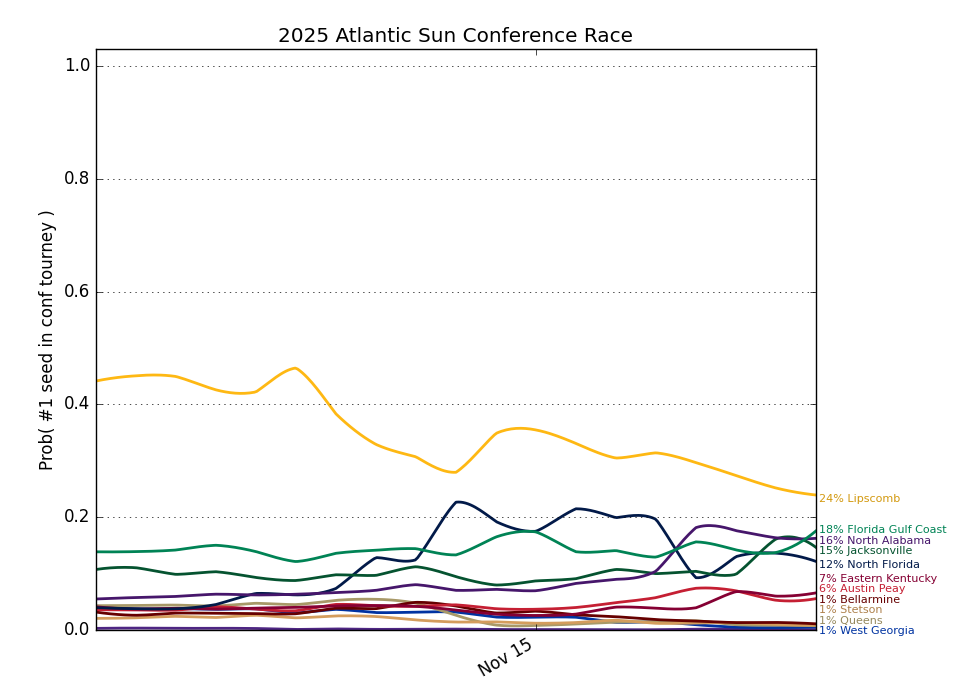 2025 Atlantic Sun Conference Race
Prob( #1 seed in conf tourney )
1.0
0.8
0.6
0.4
0.2
0.0
Nov 15
24% Lipscomb
18% Florida Gulf Coast
16% North Alabama
15% Jacksonville
12% North Florida
7% Eastern Kentucky
6% Austin Peay
1% Bellarmine
1% Stetson
1% Queens
1% West Georgia